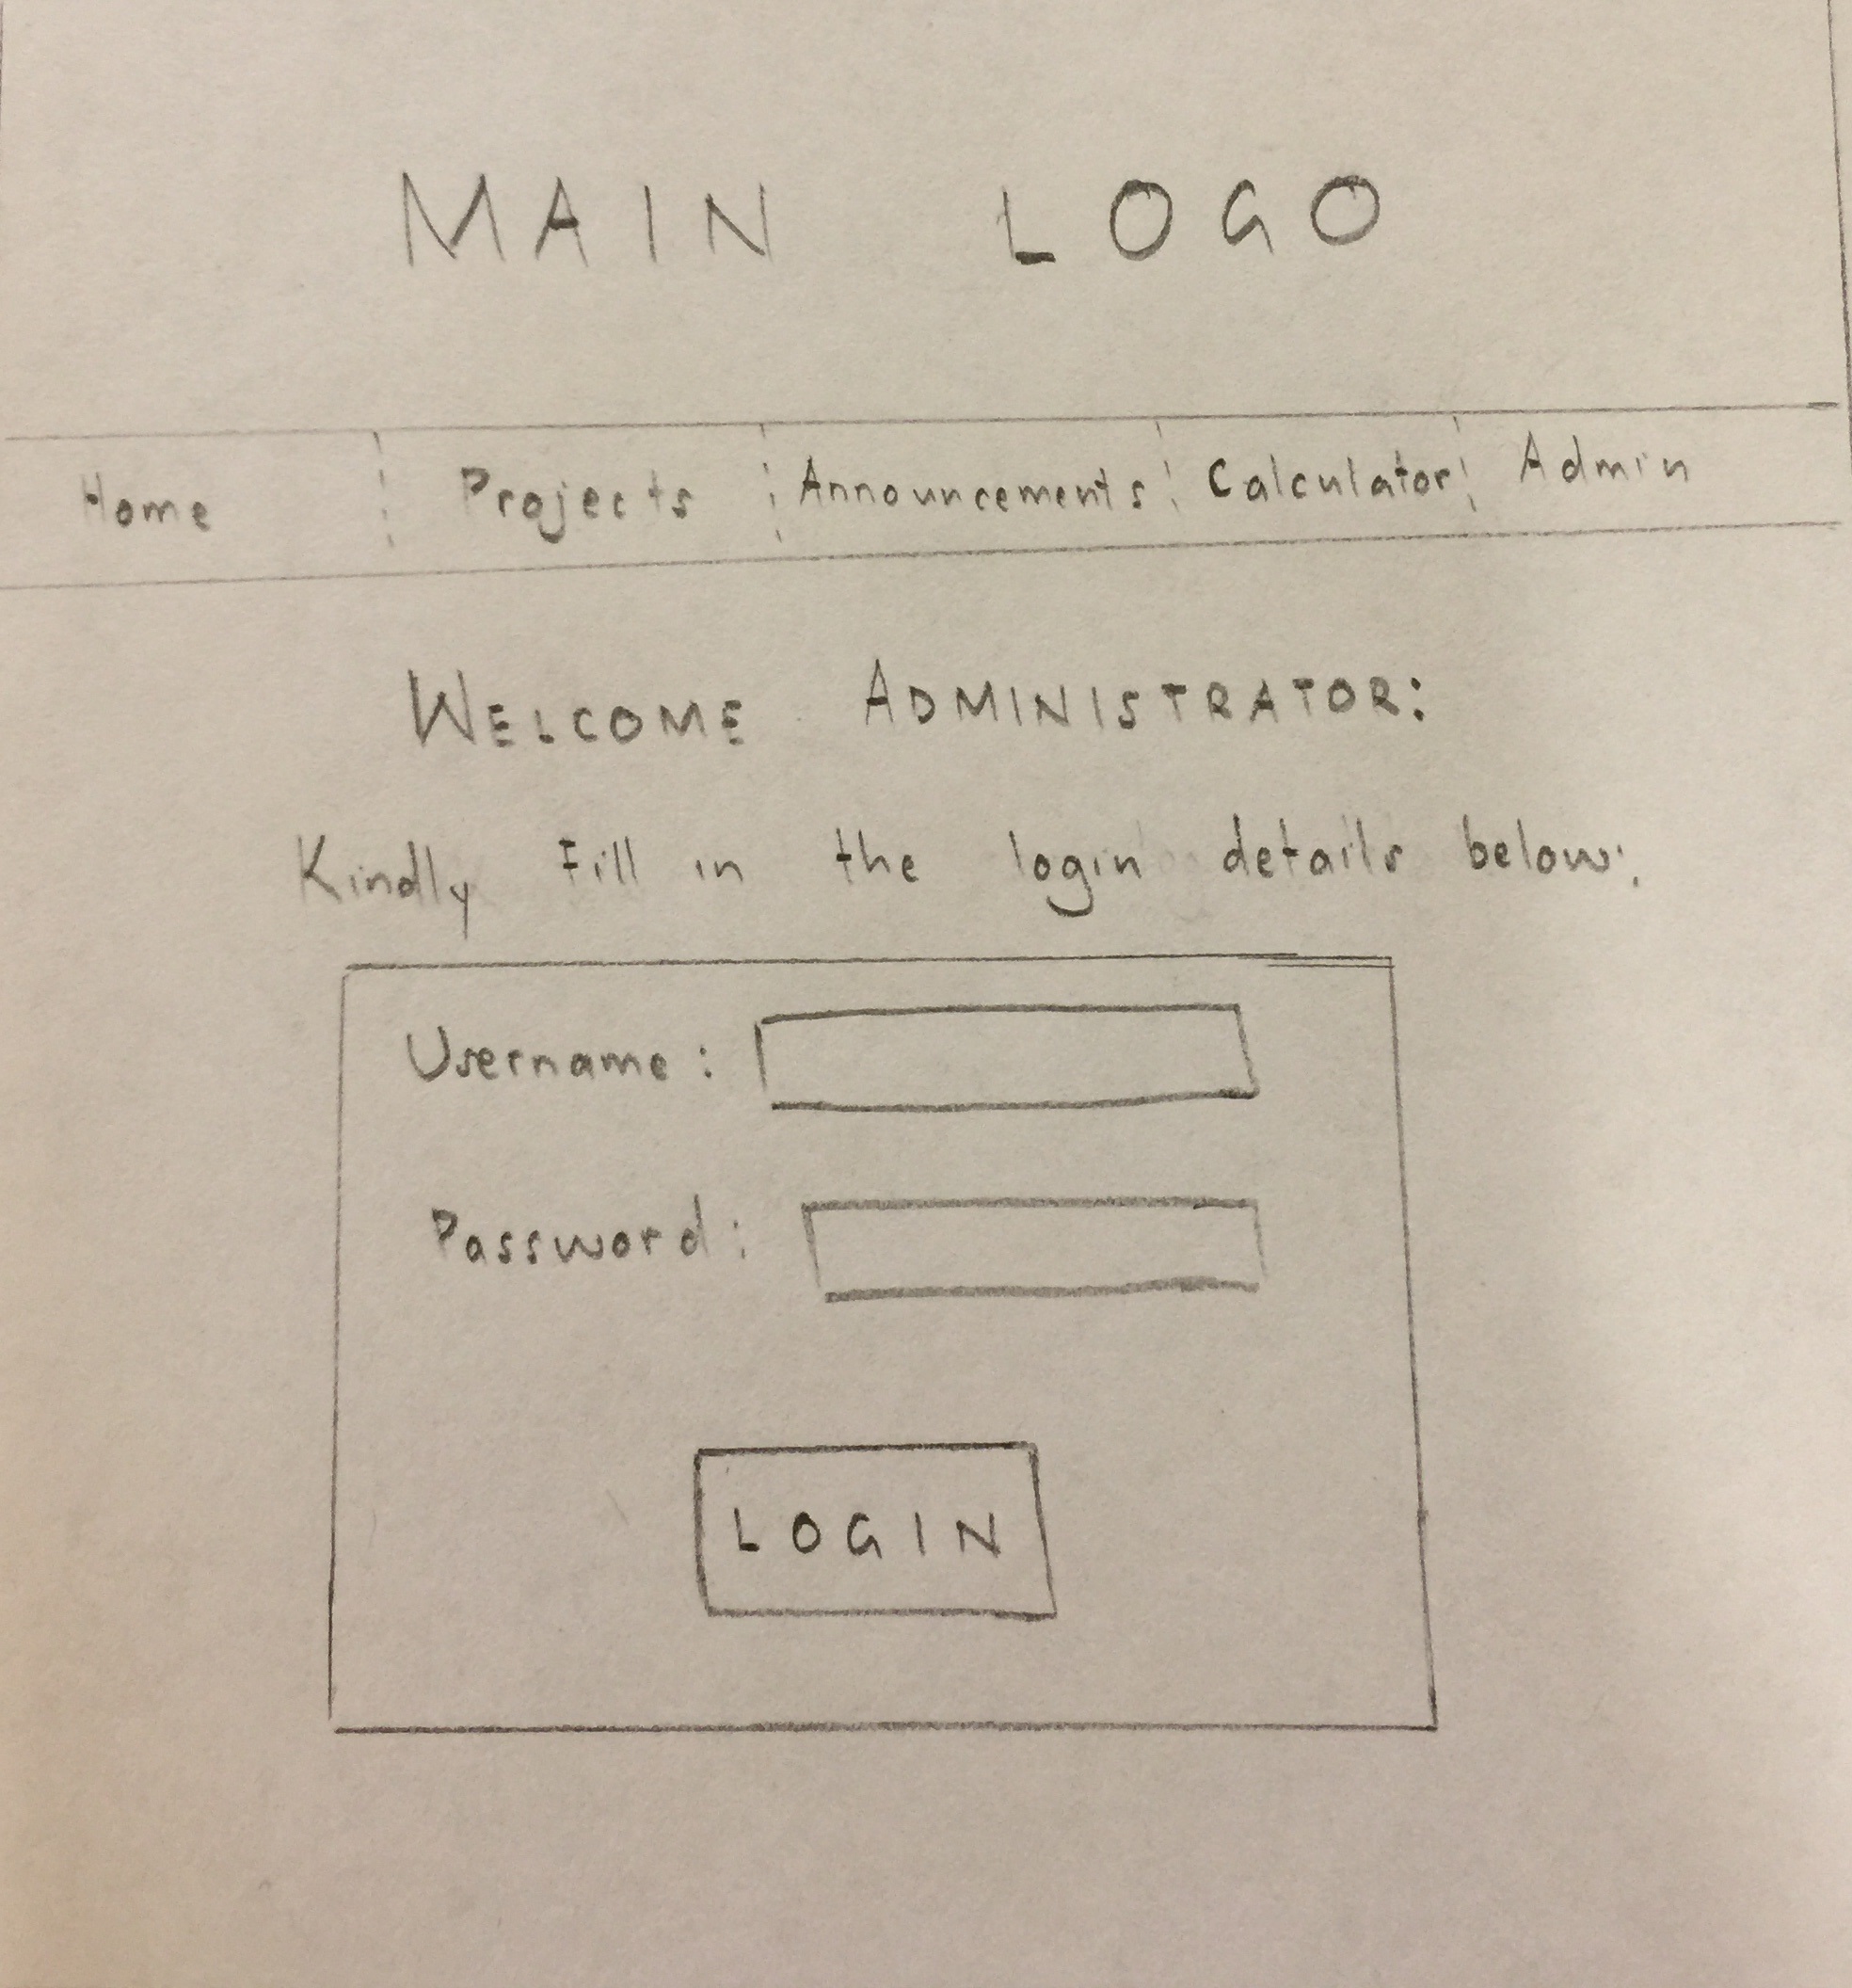 MAIN LOGO
Home Projects Announcements Calculator Admin
WELCOME ADMINISTRATOR:
Kindly Fill in the login details below:
Username:
Password:
LOGIN